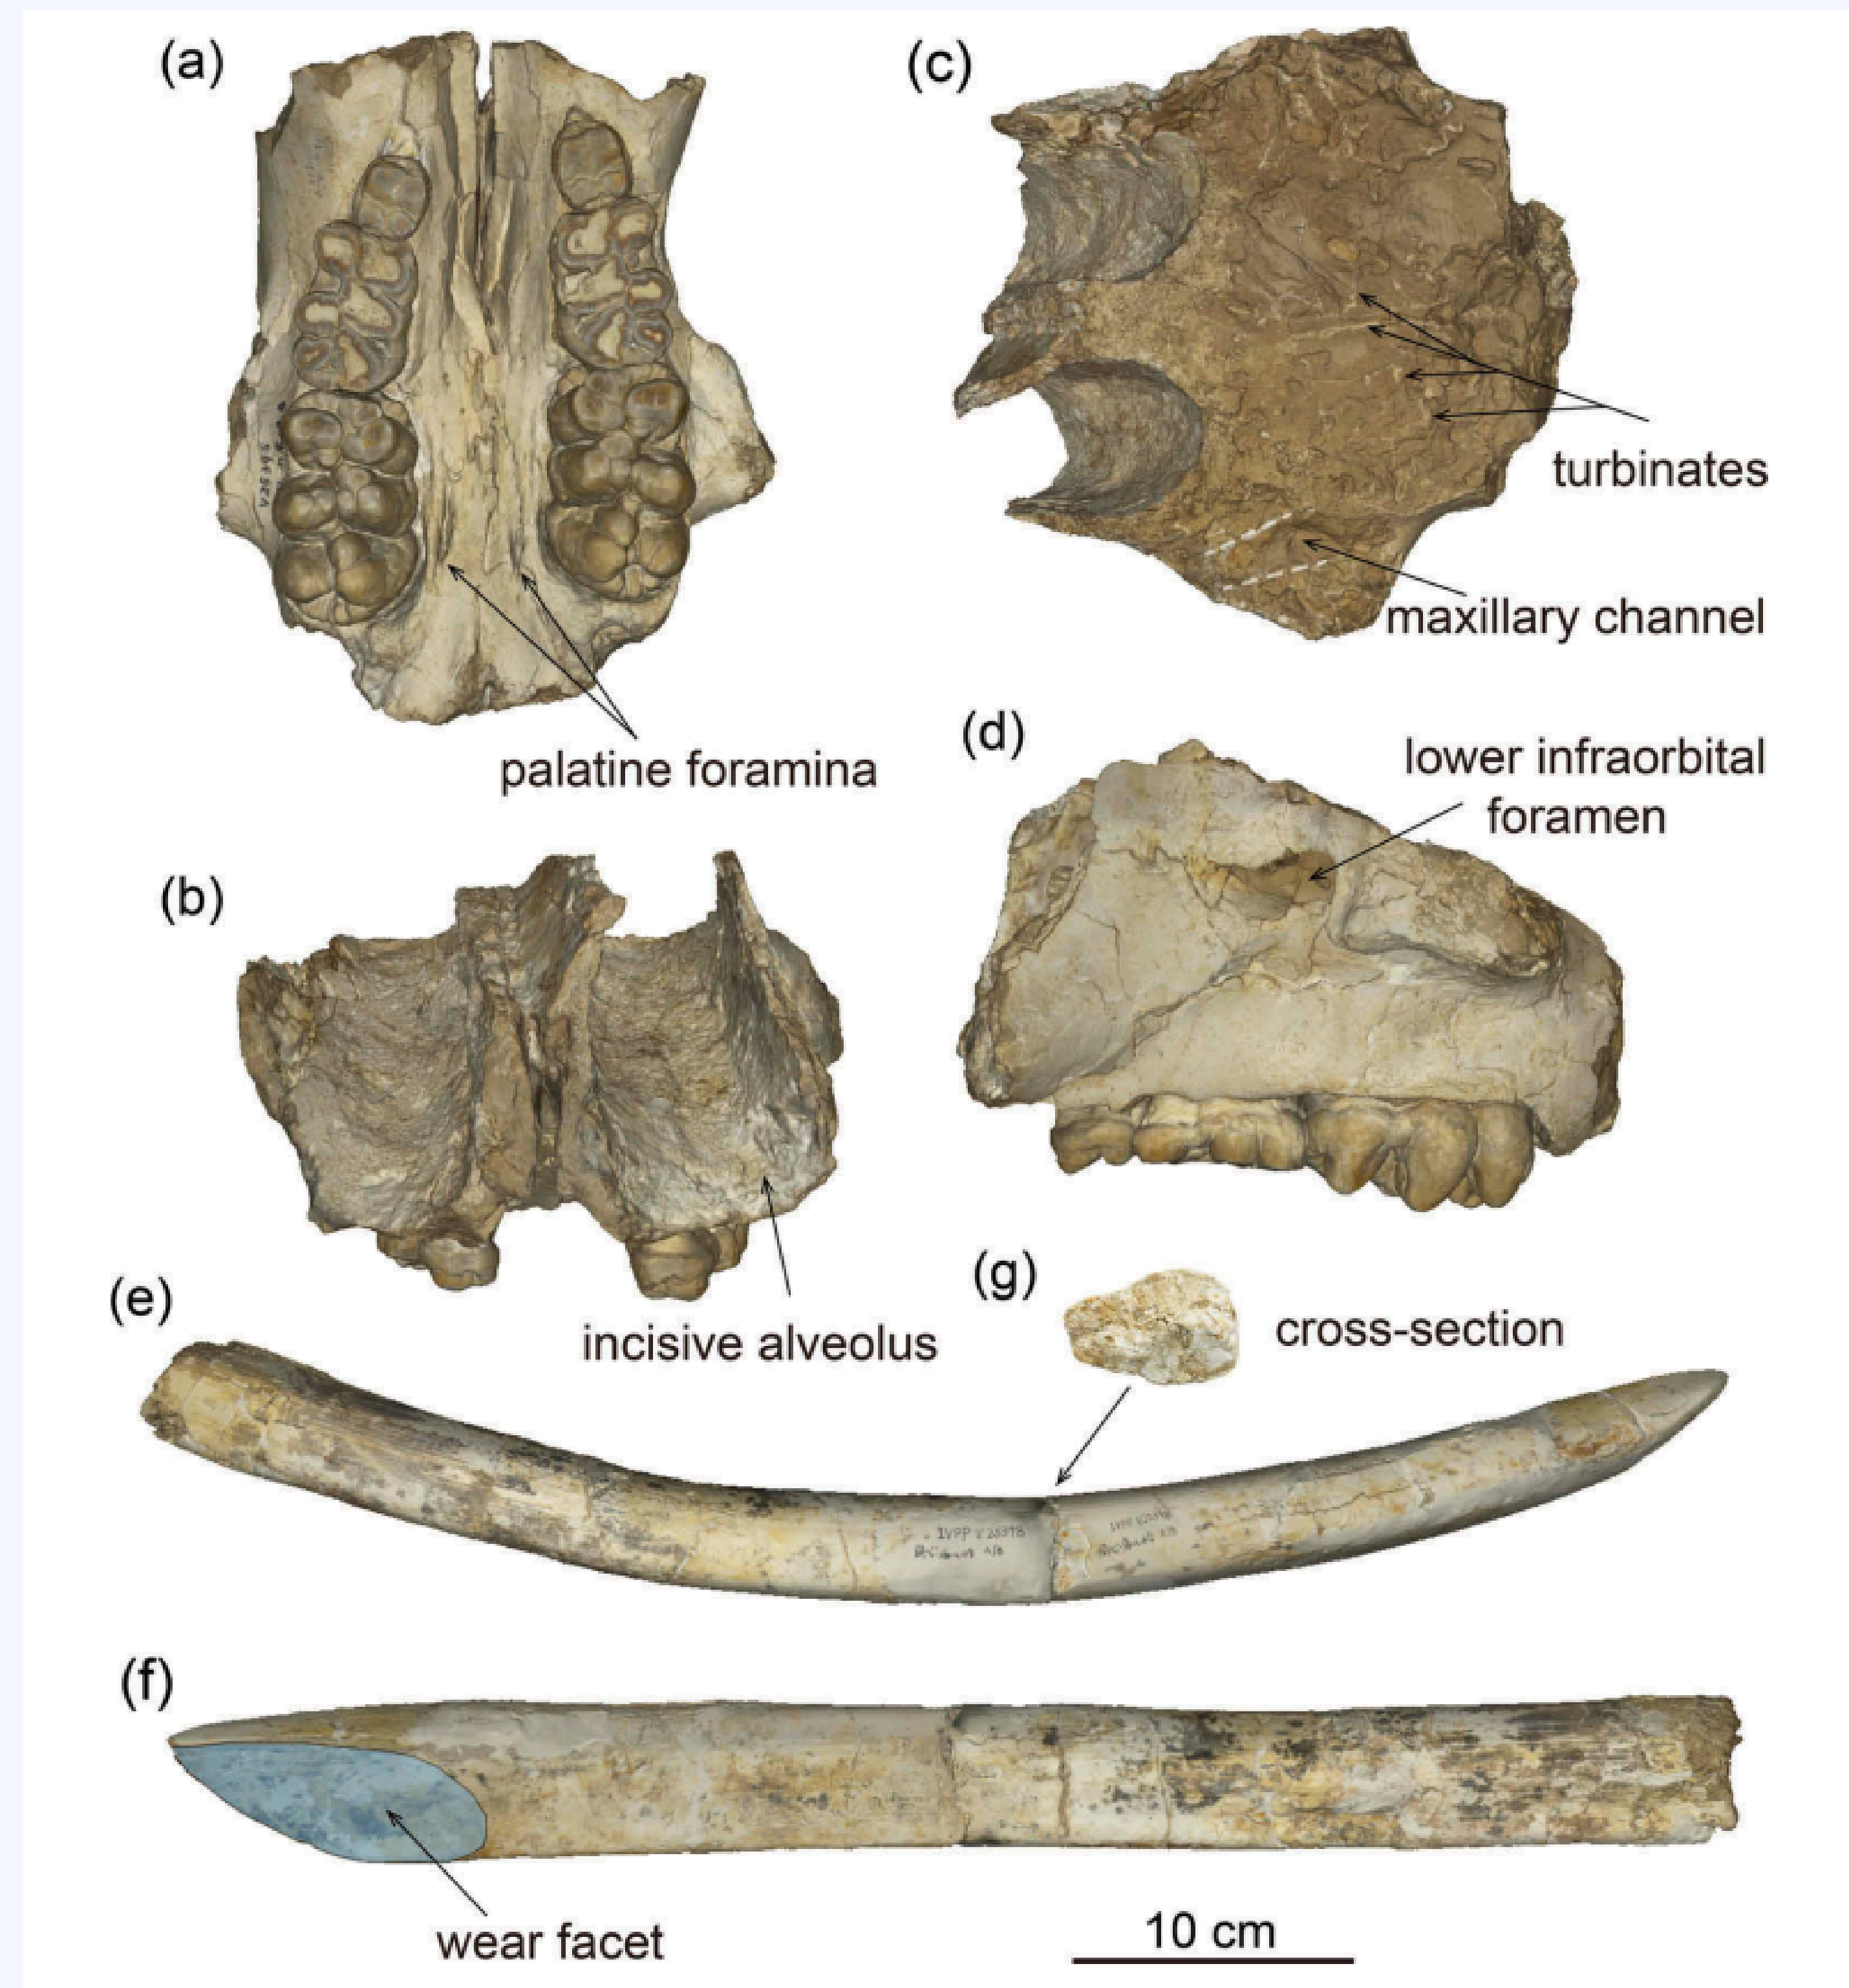 (a)
(c)
turbinates
maxillary channel
palatine foramina
(d)
lower infraorbital
foramen
(b)
incisive alveolus
(g)
cross-section
(e)
IVPP V
(f)
wear facet
10 cm